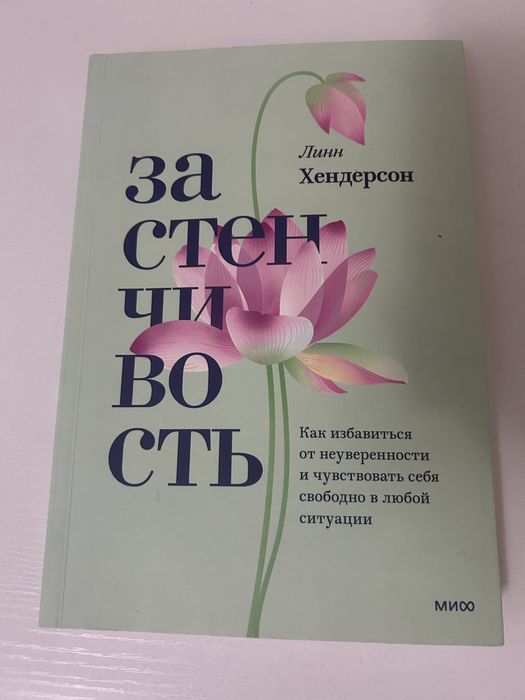 Линн
Хендерсон
за
стен
чи
во
сть
Как избавиться
от неуверенности
и чувствовать себя
свободно в любой
ситуации
МИФ